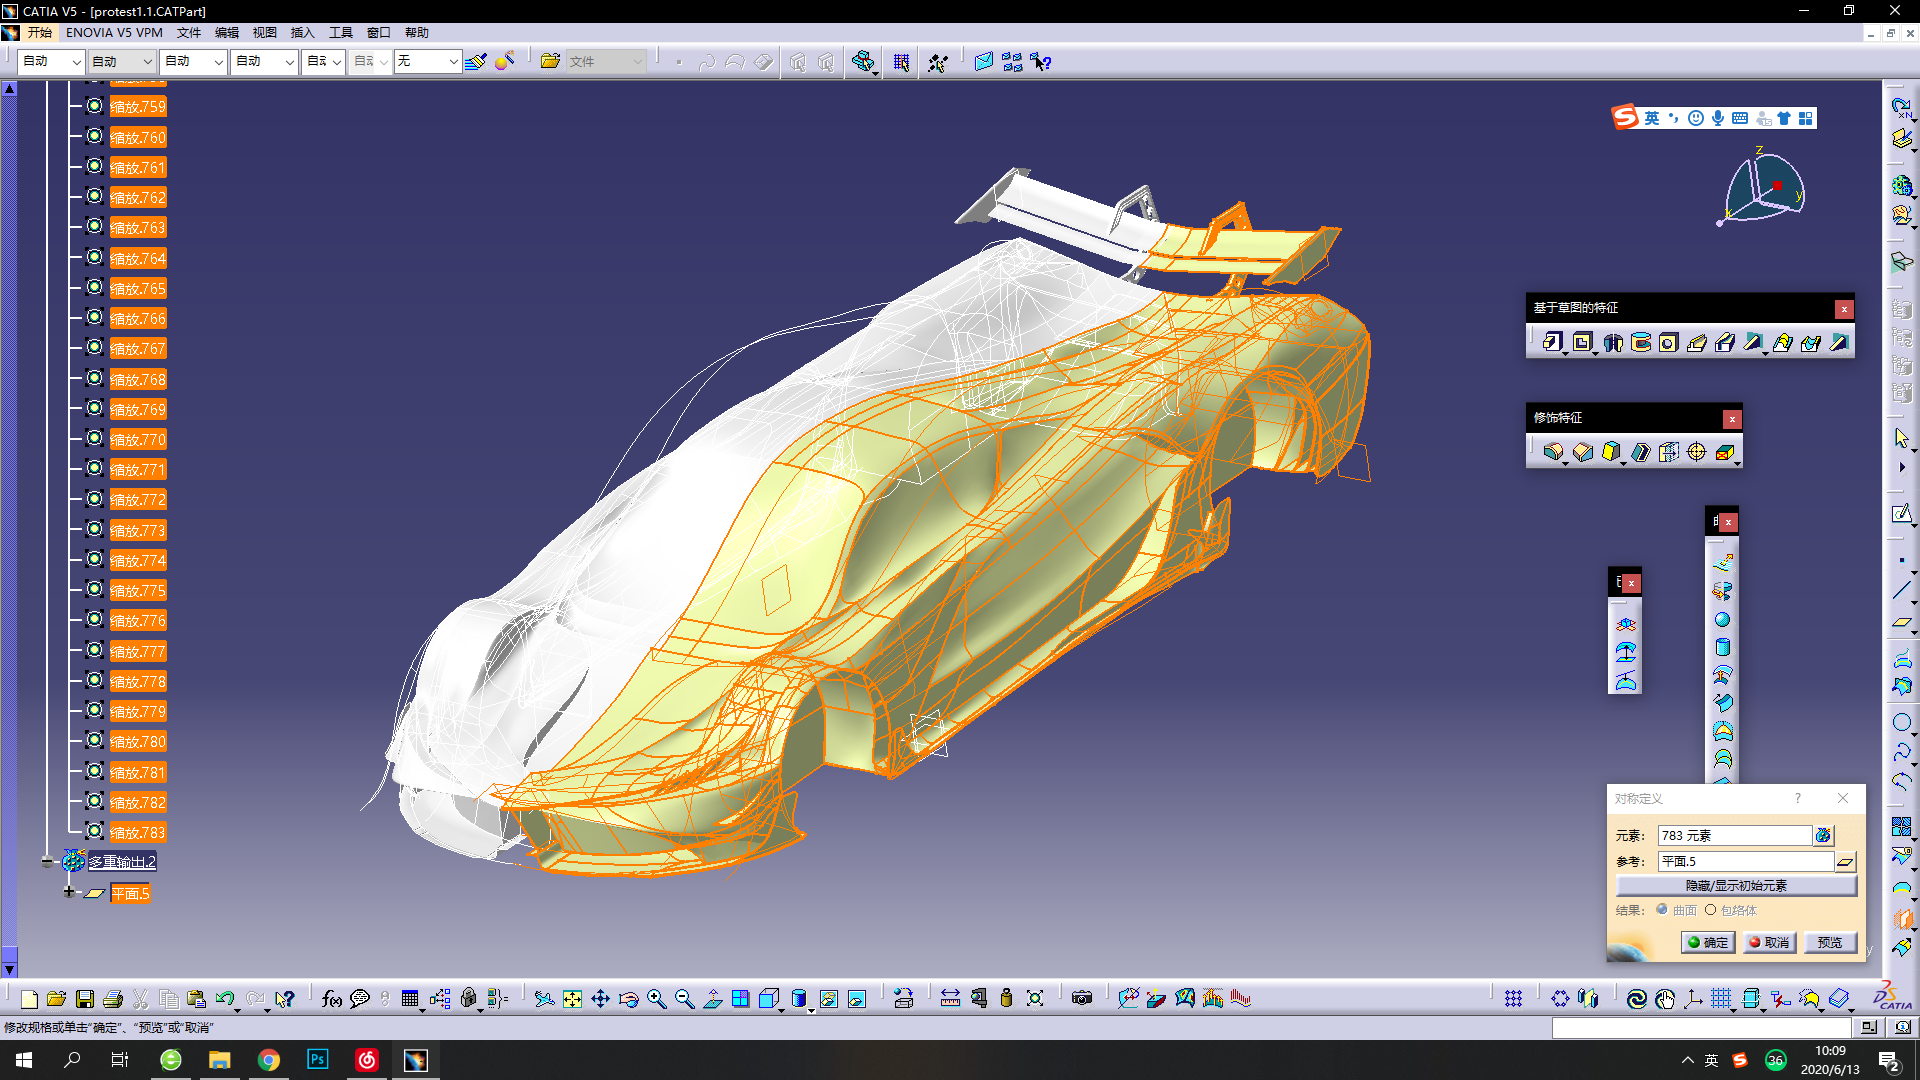 CATIA V5 - [protest1.1.CATPart]
开始 ENOVIA V5 VPM 文件 编辑 视图 插入 工具 窗口 帮助
自动 自动 自动 自动 自动 自动 无 文件
缩放.759
缩放.760
缩放.761
缩放.762
缩放.763
缩放.764
缩放.765
缩放.766
缩放.767
缩放.768
缩放.769
缩放.770
缩放.771
缩放.772
缩放.773
缩放.774
缩放.775
缩放.776
缩放.777
缩放.778
缩放.779
缩放.780
缩放.781
缩放.782
缩放.783
多重输出.2
平面.5
英
z
y
x
基于草图的特征
修饰特征
对称定义
元素: 783 元素
参考: 平面.5
隐藏/显示初始元素
结果: 曲面 包络体
确定 取消 预览
CATIA
修改规格或单击“确定”、“预览”或“取消”
Ps
英
36
10:09
2020/6/13
2